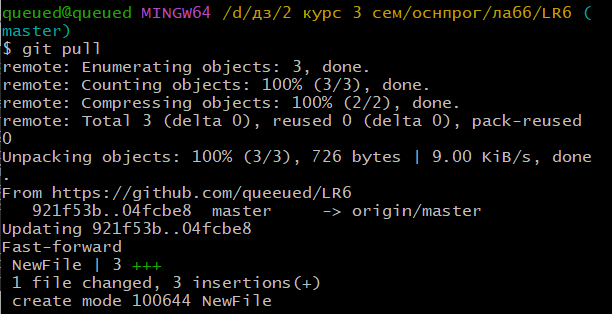 queued@queued MINGW64 /d/дз/2 курс 3 сем/оснпрог/лаб6/LR6 (
master)
$ git pull
remote: Enumerating objects: 3, done.
remote: Counting objects: 100% (3/3), done.
remote: Compressing objects: 100% (2/2), done.
remote: Total 3 (delta 0), reused 0 (delta 0), pack-reused
0
Unpacking objects: 100% (3/3), 726 bytes | 9.00 KiB/s, done
.
From https://github.com/queeued/LR6
   921f53b..04fcbe8  master     -> origin/master
Updating 921f53b..04fcbe8
Fast-forward
 NewFile | 3 +++
 1 file changed, 3 insertions(+)
 create mode 100644 NewFile